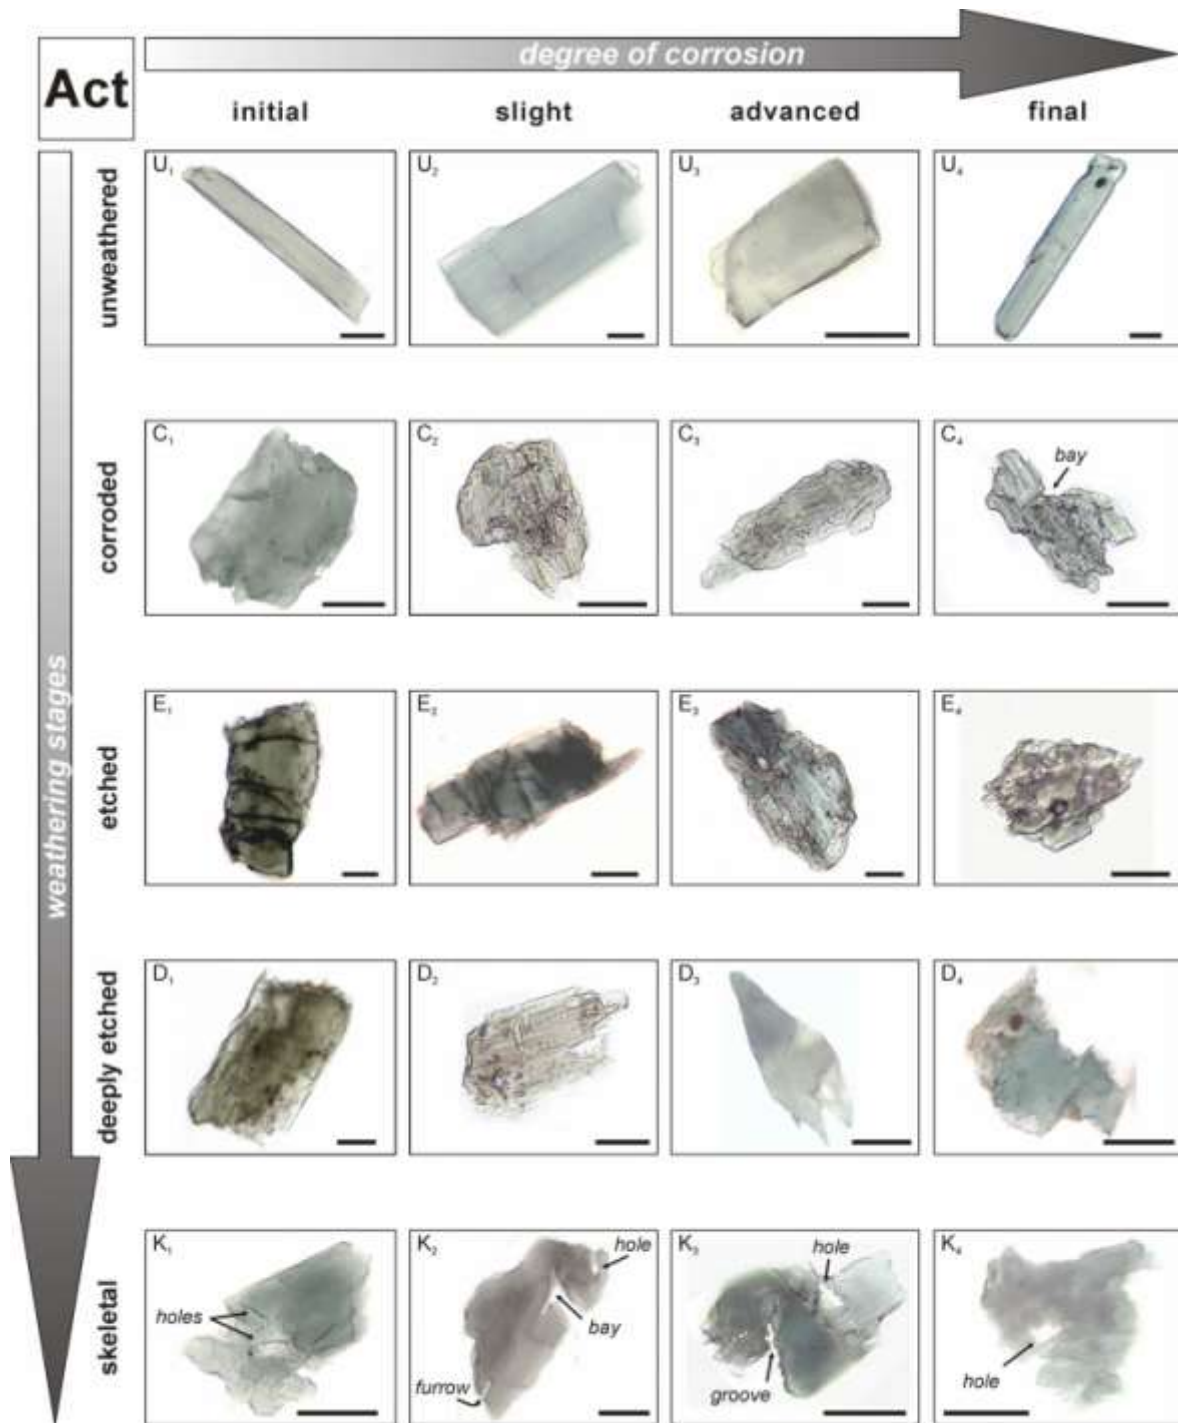 degree of corrosion
Act
initial slight advanced final
weathering stages
unweathered
U1 U2 U3 U4
corroded
C1 C2 C3 C4
bay
etched
E1 E2 E3 E4
deeply etched
D1 D2 D3 D4
skeletal
K1 K2 K3 K4
holes
hole
bay
furrow
hole
groove
hole